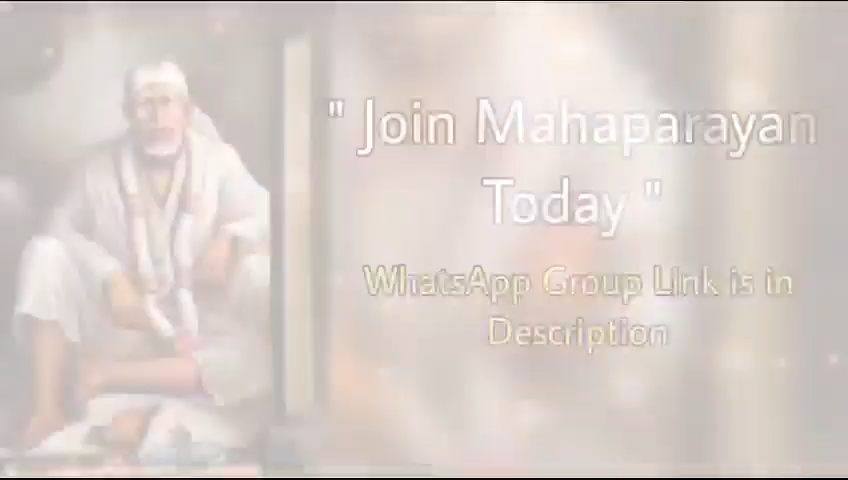 " Join Mahaparayan
Today "
WhatsApp Group Link is in
Description